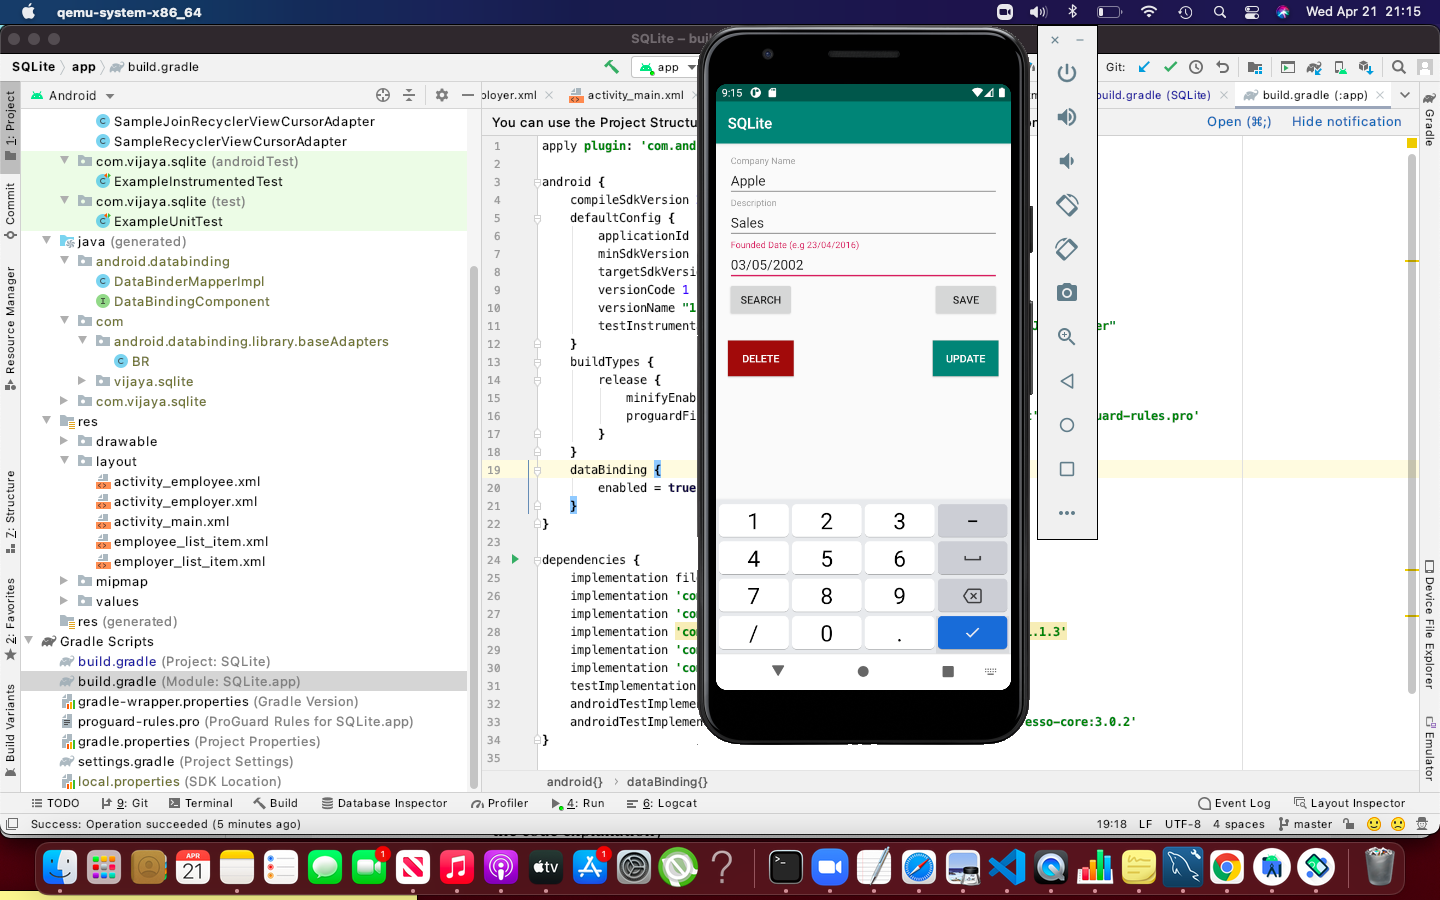 qemu-system-x86_64
Wed Apr 21 21:15
SQLite – bui
SQLite
app
build.gradle
app
Git:
Android
ployer.xml
activity_main.xml
build.gradle (SQLite)
build.gradle (:app)
You can use the Project Structu
Open (⌘;)
Hide notification
1: Project
Commit
Resource Manager
Z: Structure
2: Favorites
Build Variants
SampleJoinRecyclerViewCursorAdapter
SampleRecyclerViewCursorAdapter
com.vijaya.sqlite (androidTest)
ExampleInstrumentedTest
com.vijaya.sqlite (test)
ExampleUnitTest
java (generated)
android.databinding
DataBinderMapperImpl
DataBindingComponent
com
android.databinding.library.baseAdapters
BR
vijaya.sqlite
com.vijaya.sqlite
res
drawable
layout
activity_employee.xml
activity_employer.xml
activity_main.xml
employee_list_item.xml
employer_list_item.xml
mipmap
values
res (generated)
Gradle Scripts
build.gradle (Project: SQLite)
build.gradle (Module: SQLite.app)
gradle-wrapper.properties (Gradle Version)
proguard-rules.pro (ProGuard Rules for SQLite.app)
gradle.properties (Project Properties)
settings.gradle (Project Settings)
local.properties (SDK Location)
1 apply plugin: 'com.and
2
3 android {
4 compileSdkVersion
5 defaultConfig {
6 applicationId
7 minSdkVersion
8 targetSdkVersi
9 versionCode 1
10 versionName "1
11 testInstrument er"
12 }
13 buildTypes {
14 release {
15 minifyEnab
16 proguardFi uard-rules.pro'
17 }
18 }
19 dataBinding {
20 enabled = true
21 }
22 }
23
24 dependencies {
25 implementation fil
26 implementation 'co
27 implementation 'co
28 implementation 'co .1.3'
29 implementation 'co
30 implementation 'co
31 testImplementation
32 androidTestImpleme
33 androidTestImpleme esso-core:3.0.2'
34 }
35
android{}
dataBinding{}
9:15
SQLite
Company Name
Apple
Description
Sales
Founded Date (e.g 23/04/2016)
03/05/2002
SEARCH
SAVE
DELETE
UPDATE
1 2 3 –
4 5 6
7 8 9
/ 0 .
Gradle
Device File Explorer
Emulator
TODO
9: Git
Terminal
Build
Database Inspector
Profiler
4: Run
6: Logcat
Event Log
Layout Inspector
Success: Operation succeeded (5 minutes ago)
19:18 LF UTF-8 4 spaces master
APR
21
1
tv
1